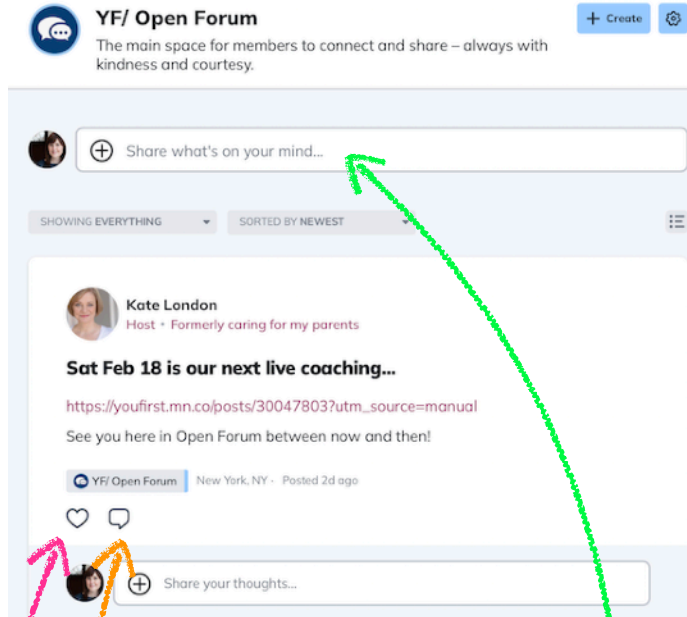 YF/ Open Forum
+ Create
The main space for members to connect and share – always with
kindness and courtesy.
Share what's on your mind...
SHOWING EVERYTHING SORTED BY NEWEST
Kate London
Host • Formerly caring for my parents
Sat Feb 18 is our next live coaching...
https://youfirst.mn.co/posts/30047803?utm_source=manual
See you here in Open Forum between now and then!
YF/ Open Forum New York, NY · Posted 2d ago
Share your thoughts...